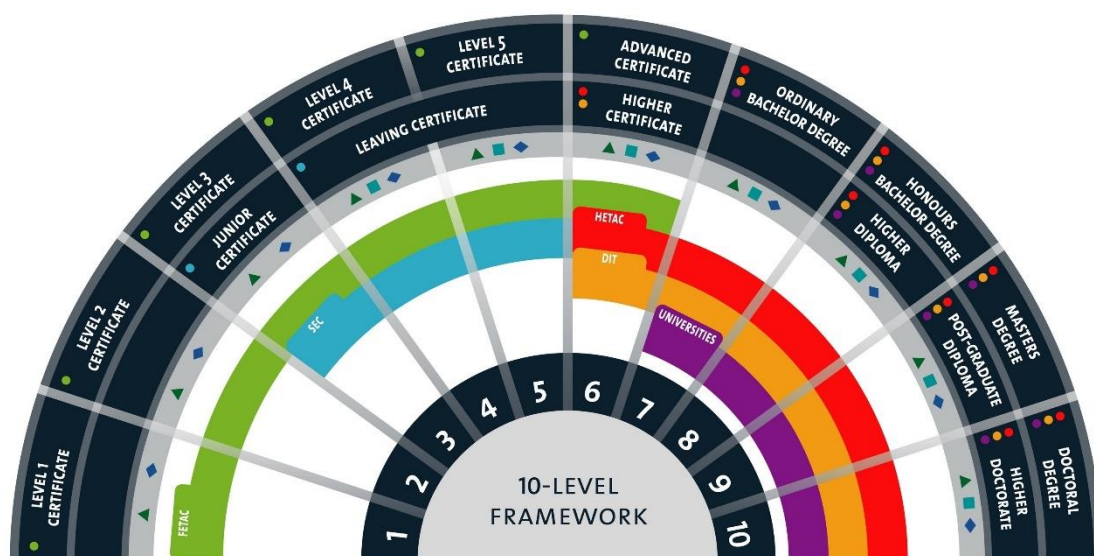 LEVEL 1
CERTIFICATE
LEVEL 2
CERTIFICATE
LEVEL 3
CERTIFICATE
LEVEL 4
CERTIFICATE
LEVEL 5
CERTIFICATE
ADVANCED
CERTIFICATE
ORDINARY
BACHELOR DEGREE
HONOURS
BACHELOR DEGREE
MASTERS
DEGREE
DOCTORAL
DEGREE
JUNIOR
CERTIFICATE
LEAVING CERTIFICATE
HIGHER
CERTIFICATE
HIGHER
DIPLOMA
POST-GRADUATE
DIPLOMA
HIGHER
DOCTORATE
FETAC
SEC
HETAC
DIT
UNIVERSITIES
1
2
3
4
5
6
7
8
9
10
10-LEVEL
FRAMEWORK